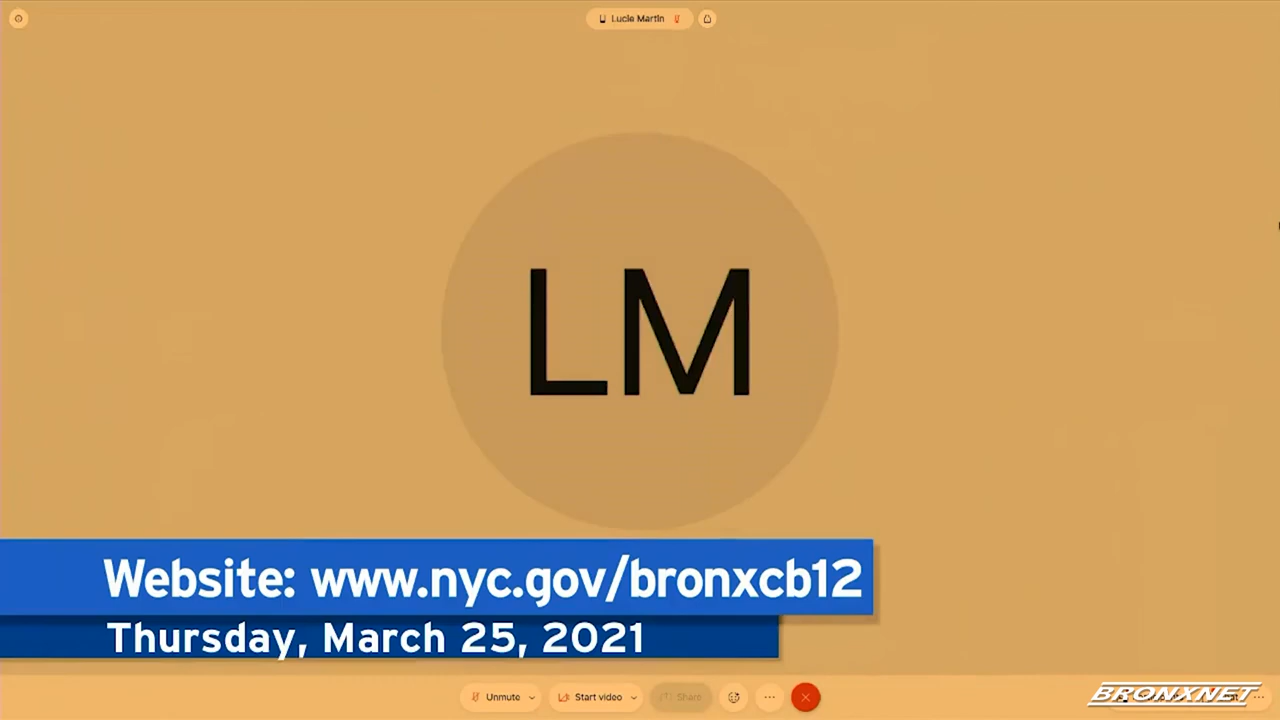 Lucie Martin
LM
Website: www.nyc.gov/bronxcb12
Thursday, March 25, 2021
Unmute
Start video
Share
BRONXNET